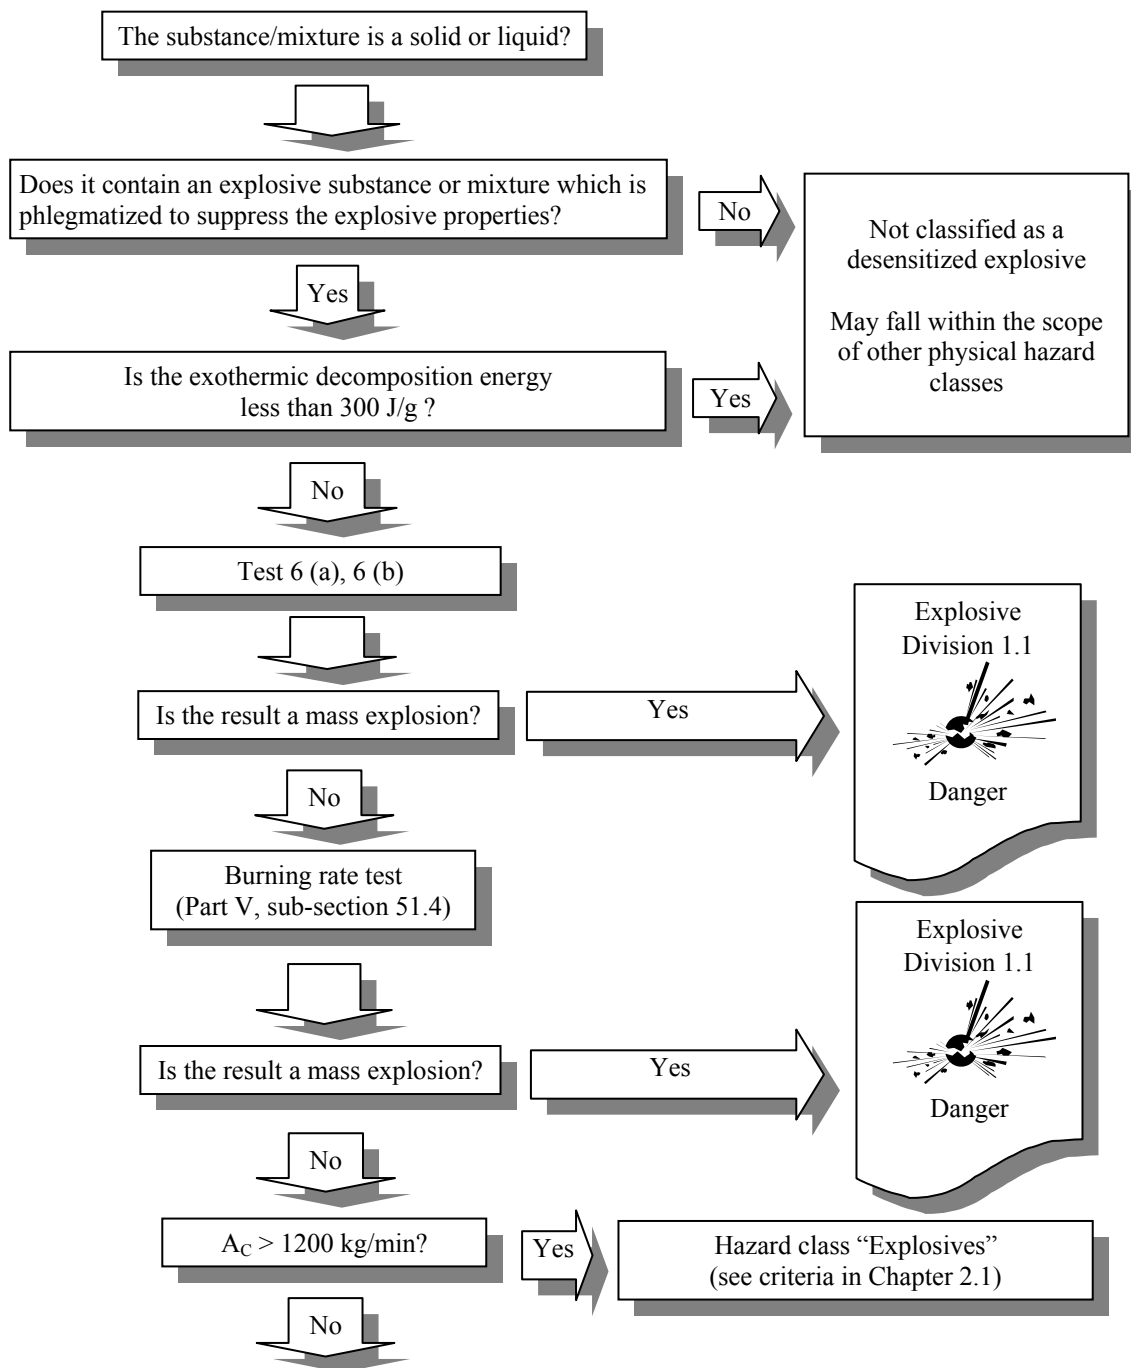 The substance/mixture is a solid or liquid?
Does it contain an explosive substance or mixture which is
phlegmatized to suppress the explosive properties?
No
Not classified as a
desensitized explosive
May fall within the scope
of other physical hazard
classes
Yes
Is the exothermic decomposition energy
less than 300 J/g ?
Yes
No
Test 6 (a), 6 (b)
Is the result a mass explosion?
Yes
Explosive
Division 1.1
Danger
No
Burning rate test
(Part V, sub-section 51.4)
Is the result a mass explosion?
Yes
Explosive
Division 1.1
Danger
No
AC > 1200 kg/min?
Yes
Hazard class “Explosives”
(see criteria in Chapter 2.1)
No